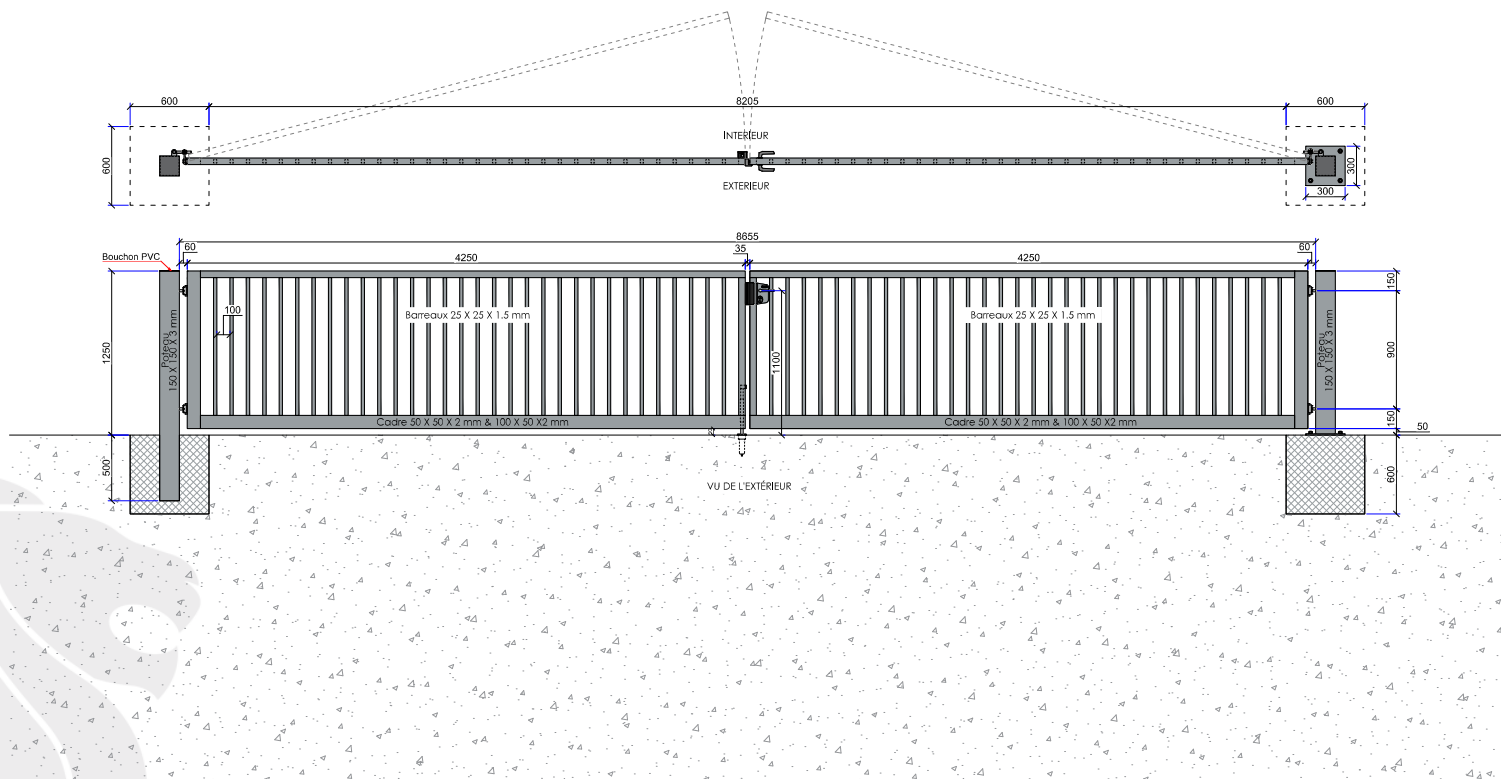 600
8205
600
INTÉRIEUR
600
EXTERIEUR
300
300
8655
60
35
60
Bouchon PVC
4250
4250
150
100
Barreaux 25 X 25 X 1.5 mm
Barreaux 25 X 25 X 1.5 mm
Poteau
150 X 150 X 3 mm
Poteau
150 X 150 X 3 mm
1250
1100
900
Cadre 50 X 50 X 2 mm & 100 X 50 X2 mm
Cadre 50 X 50 X 2 mm & 100 X 50 X2 mm
150
50
500
600
VU DE L'EXTÉRIEUR